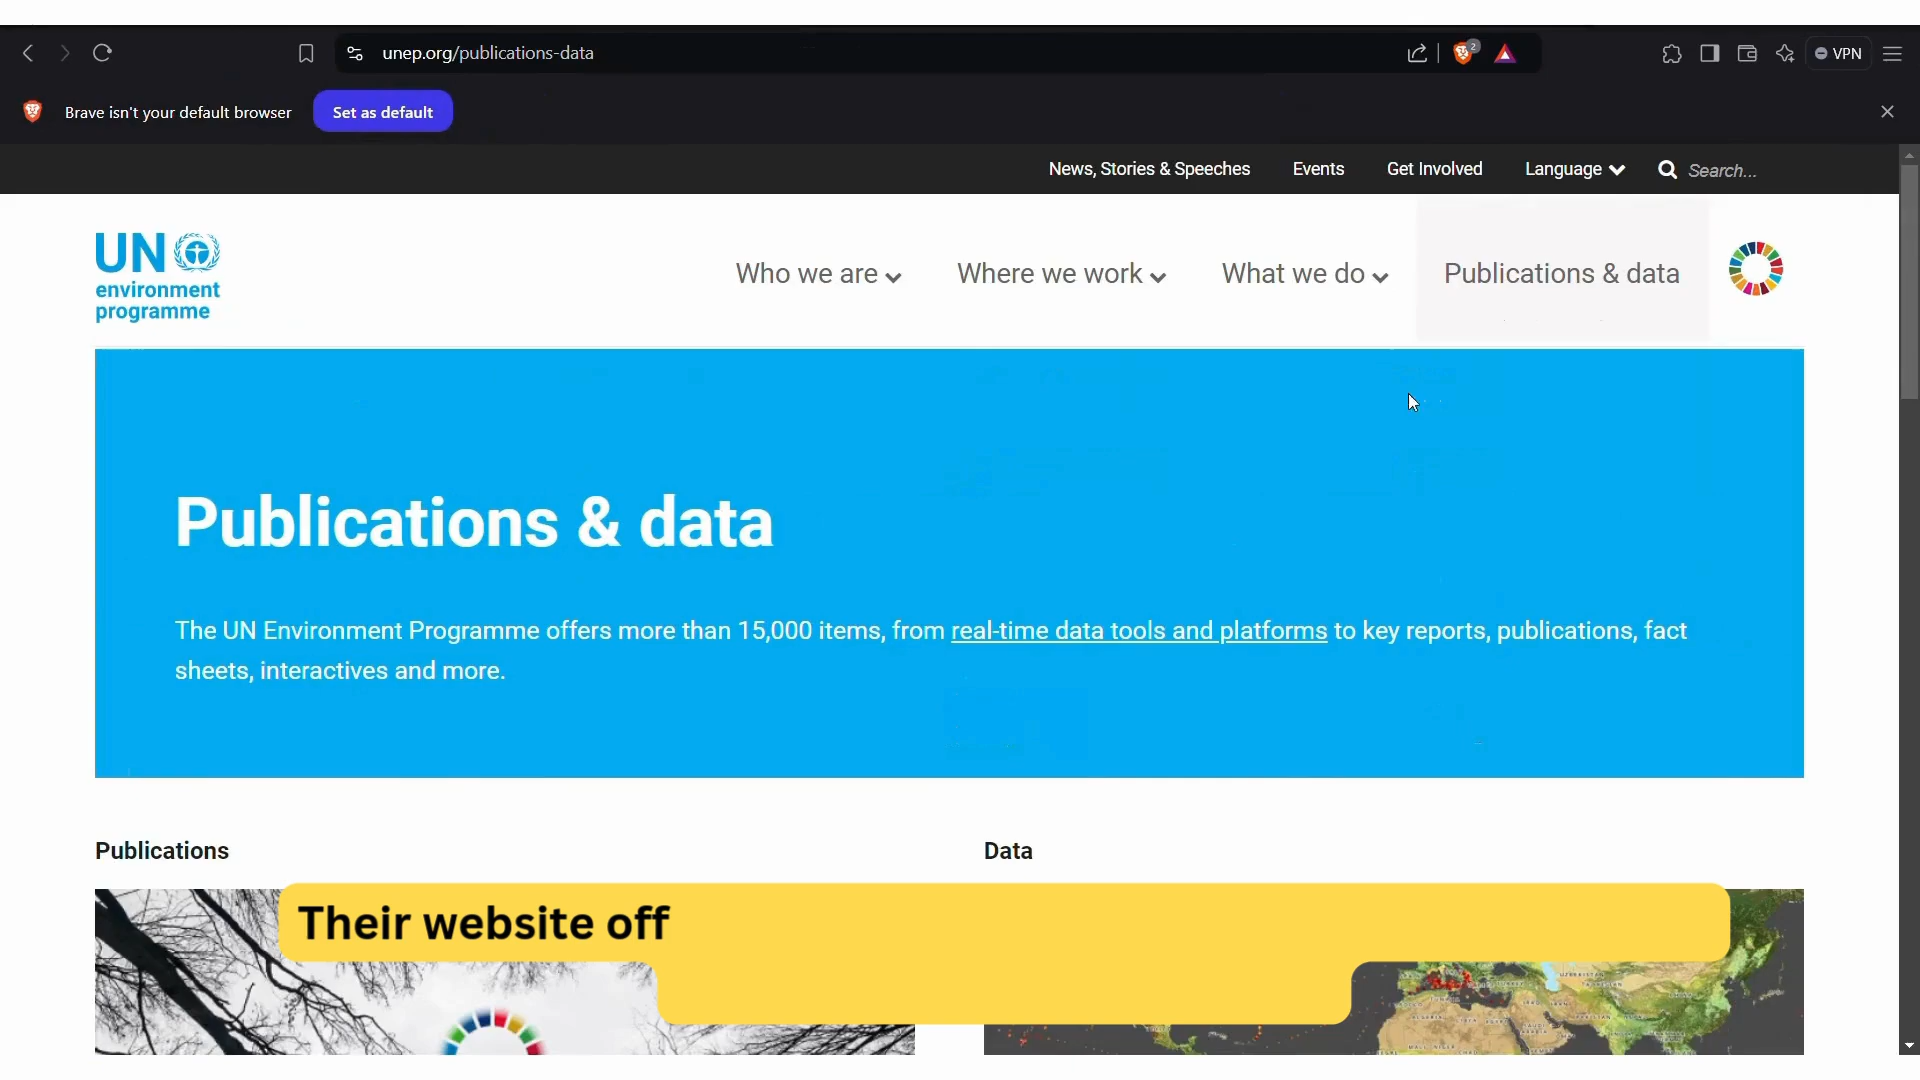 unep.org/publications-data
2
VPN
Brave isn't your default browser
Set as default
News, Stories & Speeches
Events
Get Involved
Language
Search...
UN
environment
programme
Who we are
Where we work
What we do
Publications & data
Publications & data
The UN Environment Programme offers more than 15,000 items, from real-time data tools and platforms to key reports, publications, fact
sheets, interactives and more.
Publications
Data
Their website off